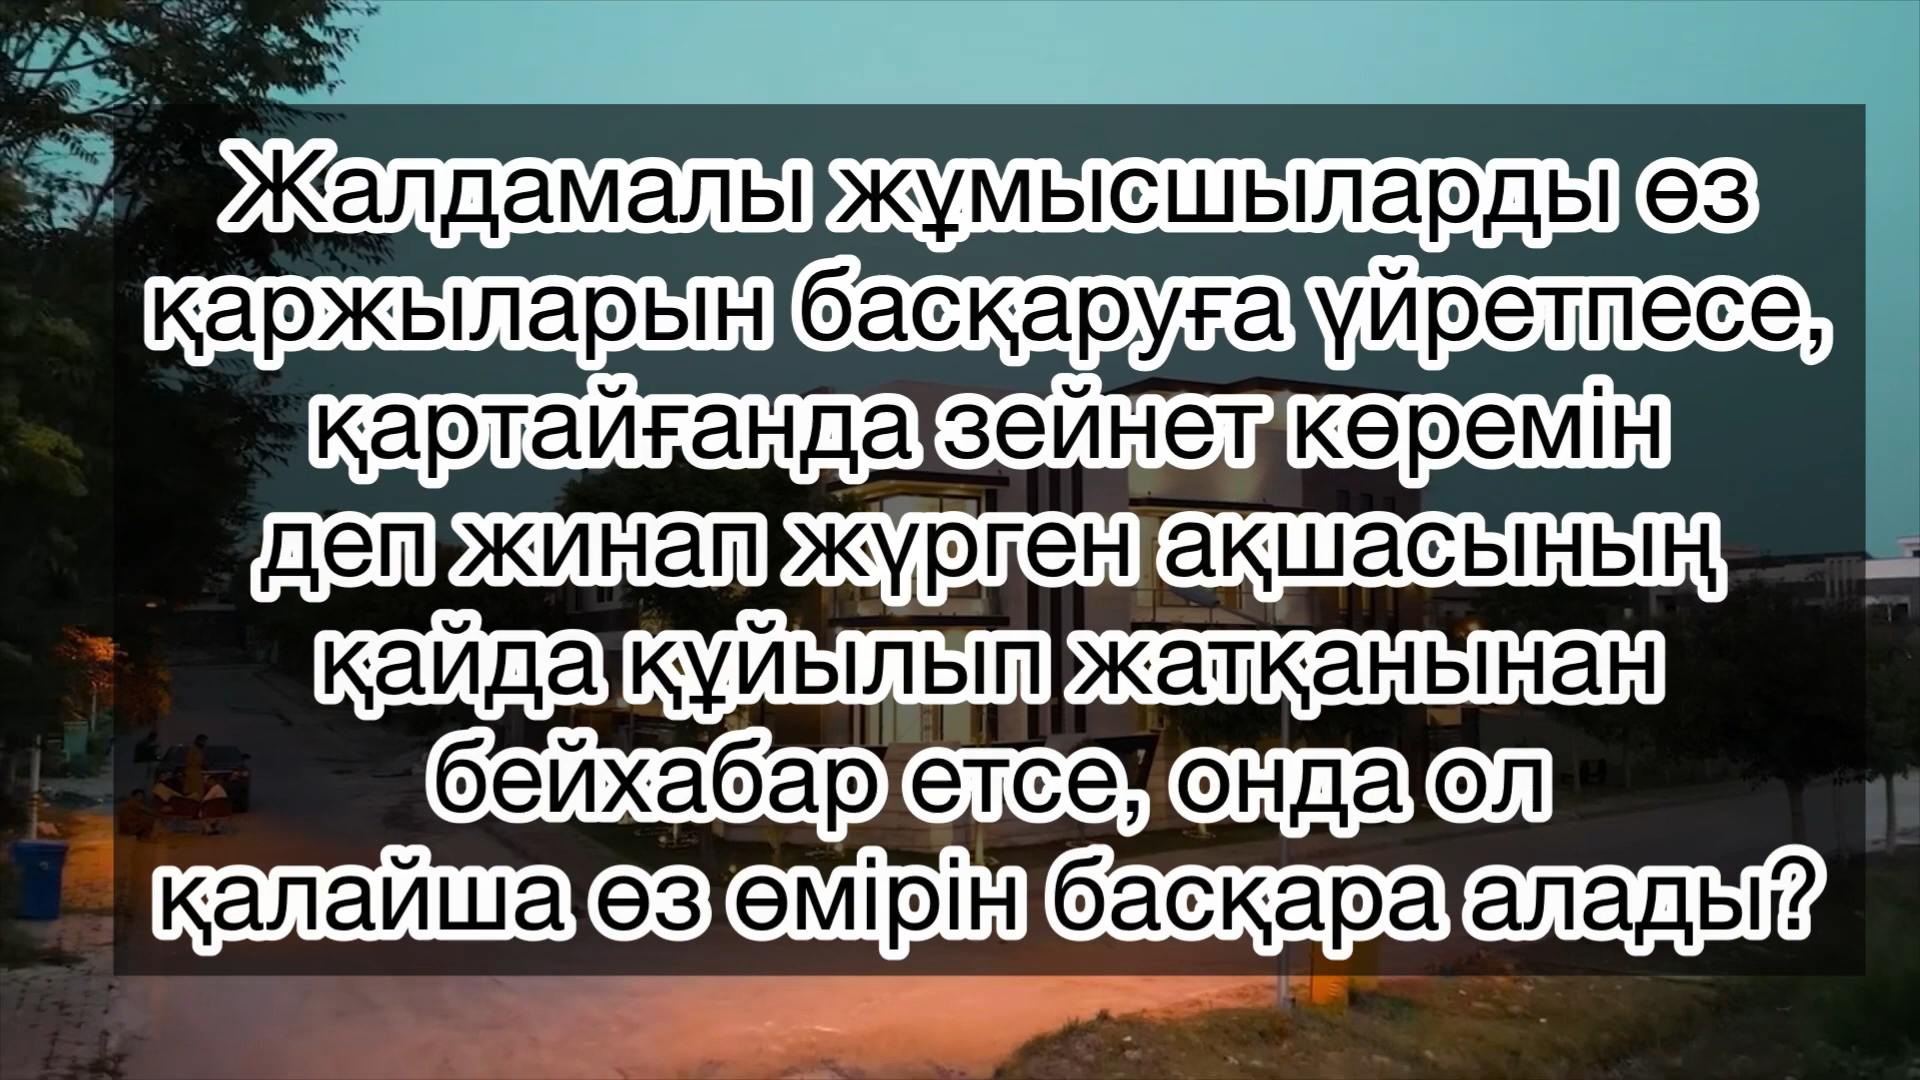 Жалдамалы жұмысшыларды өз
қаржыларын басқаруға үйретпесе,
қартайғанда зейнет көремін
деп жинап жүрген ақшасының
қайда құйылып жатқанынан
бейхабар етсе, онда ол
қалайша өз өмірін басқара алады?